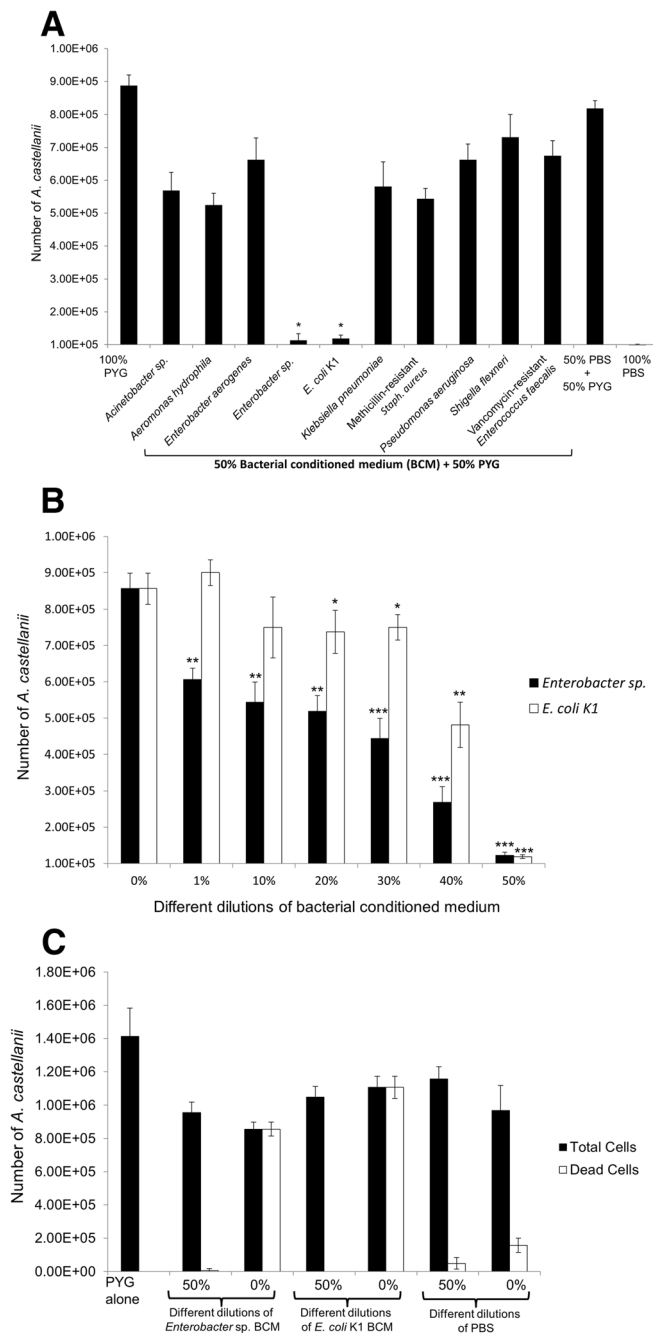 A
Number of A. castellanii
1.00E+06
9.00E+05
8.00E+05
7.00E+05
6.00E+05
5.00E+05
4.00E+05
3.00E+05
2.00E+05
1.00E+05
*
*
100%
PYG
Acinetobacter sp.
Aeromonas hydrophila
Enterobacter aerogenes
Enterobacter sp.
E. coli K1
Klebsiella pneumoniae
Methicillin-resistant
Staph. aureus
Pseudomonas aeruginosa
Shigella flexneri
Vancomycin-resistant
Enterococcus faecalis
50% PBS
+
50% PYG
100%
PBS
50% Bacterial conditioned medium (BCM) + 50% PYG
B
Number of A. castellanii
1.00E+06
9.00E+05
8.00E+05
7.00E+05
6.00E+05
5.00E+05
4.00E+05
3.00E+05
2.00E+05
1.00E+05
**
**
**
*
***
*
***
**
***
***
Enterobacter sp.
E. coli K1
0%
1%
10%
20%
30%
40%
50%
Different dilutions of bacterial conditioned medium
C
Number of A. castellanii
1.80E+06
1.60E+06
1.40E+06
1.20E+06
1.00E+06
8.00E+05
6.00E+05
4.00E+05
2.00E+05
0.00E+00
Total Cells
Dead Cells
PYG
alone
50%
0%
50%
0%
50%
0%
Different dilutions of
Enterobacter sp. BCM
Different dilutions
of E. coli K1 BCM
Different dilutions
of PBS